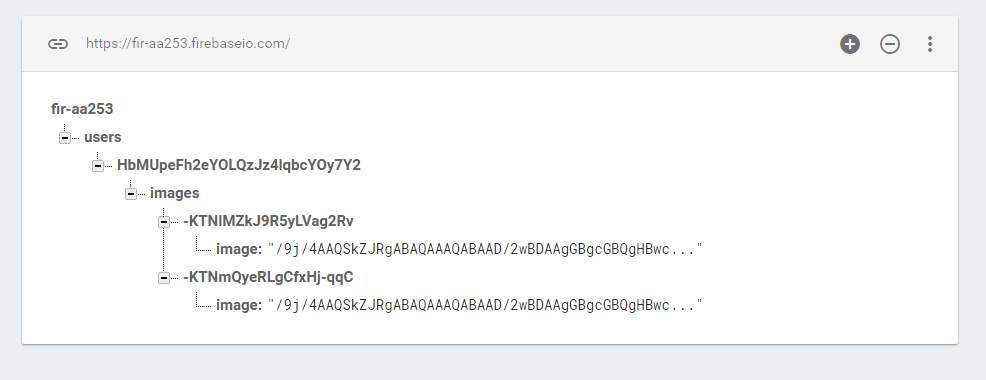 https://fir-aa253.firebaseio.com/
fir-aa253
users
HbMUpeFh2eYOLQzJz4lqbcYOy7Y2
images
-KTNlMZkJ9R5yLVag2Rv
image: "/9j/4AAQSkZJRgABAQAAAQABAAD/2wBDAAgGBgcGBQgHBwc..."
-KTNmQyeRLgCfxHj-qqC
image: "/9j/4AAQSkZJRgABAQAAAQABAAD/2wBDAAgGBgcGBQgHBwc..."